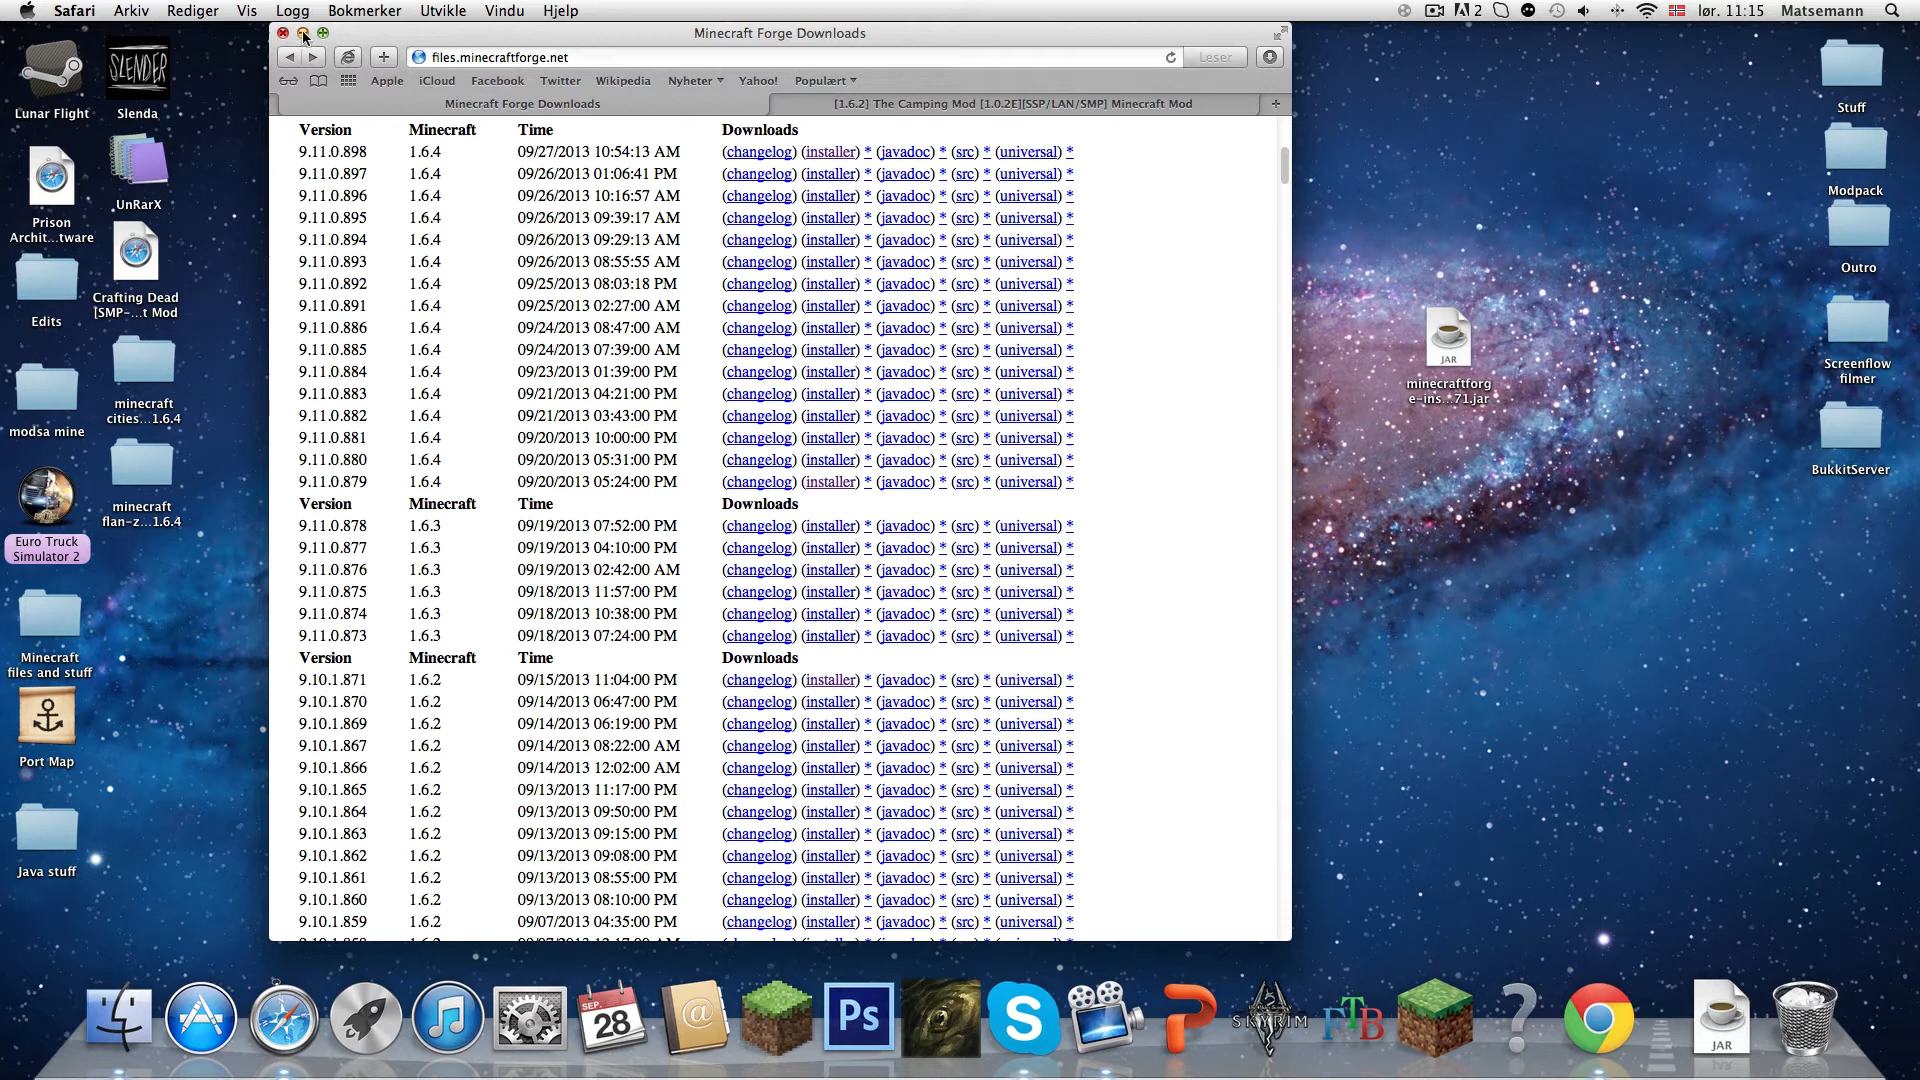 Safari Arkiv Rediger Vis Logg Bokmerker Utvikle Vindu Hjelp
2 lør. 11:15 Matsemann
Minecraft Forge Downloads
files.minecraftforge.net
Leser
Apple iCloud Facebook Twitter Wikipedia Nyheter Yahoo! Populært
Minecraft Forge Downloads
[1.6.2] The Camping Mod [1.0.2E][SSP/LAN/SMP] Minecraft Mod
Version Minecraft Time Downloads
9.11.0.898 1.6.4 09/27/2013 10:54:13 AM (changelog) (installer) * (javadoc) * (src) * (universal) *
9.11.0.897 1.6.4 09/26/2013 01:06:41 PM (changelog) (installer) * (javadoc) * (src) * (universal) *
9.11.0.896 1.6.4 09/26/2013 10:16:57 AM (changelog) (installer) * (javadoc) * (src) * (universal) *
9.11.0.895 1.6.4 09/26/2013 09:39:17 AM (changelog) (installer) * (javadoc) * (src) * (universal) *
9.11.0.894 1.6.4 09/26/2013 09:29:13 AM (changelog) (installer) * (javadoc) * (src) * (universal) *
9.11.0.893 1.6.4 09/26/2013 08:55:55 AM (changelog) (installer) * (javadoc) * (src) * (universal) *
9.11.0.892 1.6.4 09/25/2013 08:03:18 PM (changelog) (installer) * (javadoc) * (src) * (universal) *
9.11.0.891 1.6.4 09/25/2013 02:27:00 AM (changelog) (installer) * (javadoc) * (src) * (universal) *
9.11.0.886 1.6.4 09/24/2013 08:47:00 AM (changelog) (installer) * (javadoc) * (src) * (universal) *
9.11.0.885 1.6.4 09/24/2013 07:39:00 AM (changelog) (installer) * (javadoc) * (src) * (universal) *
9.11.0.884 1.6.4 09/23/2013 01:39:00 PM (changelog) (installer) * (javadoc) * (src) * (universal) *
9.11.0.883 1.6.4 09/21/2013 04:21:00 PM (changelog) (installer) * (javadoc) * (src) * (universal) *
9.11.0.882 1.6.4 09/21/2013 03:43:00 PM (changelog) (installer) * (javadoc) * (src) * (universal) *
9.11.0.881 1.6.4 09/20/2013 10:00:00 PM (changelog) (installer) * (javadoc) * (src) * (universal) *
9.11.0.880 1.6.4 09/20/2013 05:31:00 PM (changelog) (installer) * (javadoc) * (src) * (universal) *
9.11.0.879 1.6.4 09/20/2013 05:24:00 PM (changelog) (installer) * (javadoc) * (src) * (universal) *
Version Minecraft Time Downloads
9.11.0.878 1.6.3 09/19/2013 07:52:00 PM (changelog) (installer) * (javadoc) * (src) * (universal) *
9.11.0.877 1.6.3 09/19/2013 04:10:00 PM (changelog) (installer) * (javadoc) * (src) * (universal) *
9.11.0.876 1.6.3 09/19/2013 02:42:00 AM (changelog) (installer) * (javadoc) * (src) * (universal) *
9.11.0.875 1.6.3 09/18/2013 11:57:00 PM (changelog) (installer) * (javadoc) * (src) * (universal) *
9.11.0.874 1.6.3 09/18/2013 10:38:00 PM (changelog) (installer) * (javadoc) * (src) * (universal) *
9.11.0.873 1.6.3 09/18/2013 07:24:00 PM (changelog) (installer) * (javadoc) * (src) * (universal) *
Version Minecraft Time Downloads
9.10.1.871 1.6.2 09/15/2013 11:04:00 PM (changelog) (installer) * (javadoc) * (src) * (universal) *
9.10.1.870 1.6.2 09/14/2013 06:47:00 PM (changelog) (installer) * (javadoc) * (src) * (universal) *
9.10.1.869 1.6.2 09/14/2013 06:19:00 PM (changelog) (installer) * (javadoc) * (src) * (universal) *
9.10.1.867 1.6.2 09/14/2013 08:22:00 AM (changelog) (installer) * (javadoc) * (src) * (universal) *
9.10.1.866 1.6.2 09/14/2013 12:02:00 AM (changelog) (installer) * (javadoc) * (src) * (universal) *
9.10.1.865 1.6.2 09/13/2013 11:17:00 PM (changelog) (installer) * (javadoc) * (src) * (universal) *
9.10.1.864 1.6.2 09/13/2013 09:50:00 PM (changelog) (installer) * (javadoc) * (src) * (universal) *
9.10.1.863 1.6.2 09/13/2013 09:15:00 PM (changelog) (installer) * (javadoc) * (src) * (universal) *
9.10.1.862 1.6.2 09/13/2013 09:08:00 PM (changelog) (installer) * (javadoc) * (src) * (universal) *
9.10.1.861 1.6.2 09/13/2013 08:55:00 PM (changelog) (installer) * (javadoc) * (src) * (universal) *
9.10.1.860 1.6.2 09/13/2013 08:10:00 PM (changelog) (installer) * (javadoc) * (src) * (universal) *
9.10.1.859 1.6.2 09/07/2013 04:35:00 PM (changelog) (installer) * (javadoc) * (src) * (universal) *
SLENDER
Lunar Flight
Slenda
Prison
Archit...tware
UnRarX
Edits
Crafting Dead
[SMP-...t Mod
modsa mine
minecraft
cities...1.6.4
Euro Truck
Simulator 2
minecraft
flan-z...1.6.4
Minecraft
files and stuff
Port Map
Java stuff
JAR
minecraftforg
e-ins...71.jar
Stuff
Modpack
Outro
Screenflow
filmer
BukkitServer
SEP.
28
@
Ps
S
SKYRIM
FTB
?
JAR